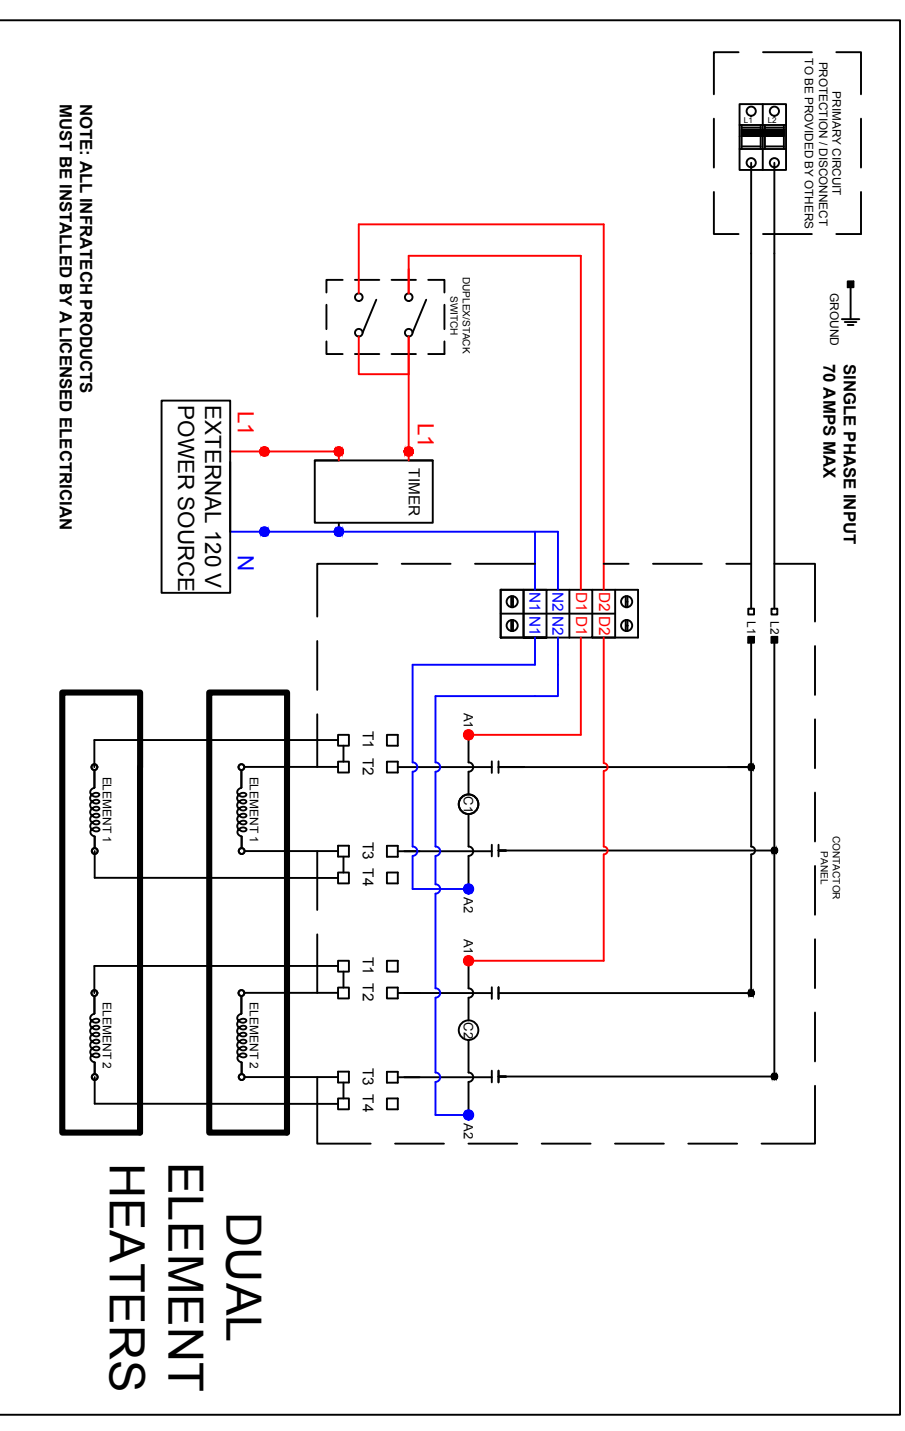 PRIMARY CIRCUIT
PROTECTION / DISCONNECT
TO BE PROVIDED BY OTHERS
L2
L1
GROUND
SINGLE PHASE INPUT
70 AMPS MAX
L2
L1
CONTACTOR
PANEL
DUPLEX/STACK
SWITCH
D2 D2
D1 D1
N2 N2
N1 N1
L1
TIMER
L1
N
EXTERNAL 120 V
POWER SOURCE
A1
C1
A2
A1
C2
A2
T1
T2
T3
T4
T1
T2
T3
T4
ELEMENT 1
ELEMENT 2
ELEMENT 1
ELEMENT 2
NOTE: ALL INFRATECH PRODUCTS
MUST BE INSTALLED BY A LICENSED ELECTRICIAN
DUAL
ELEMENT
HEATERS